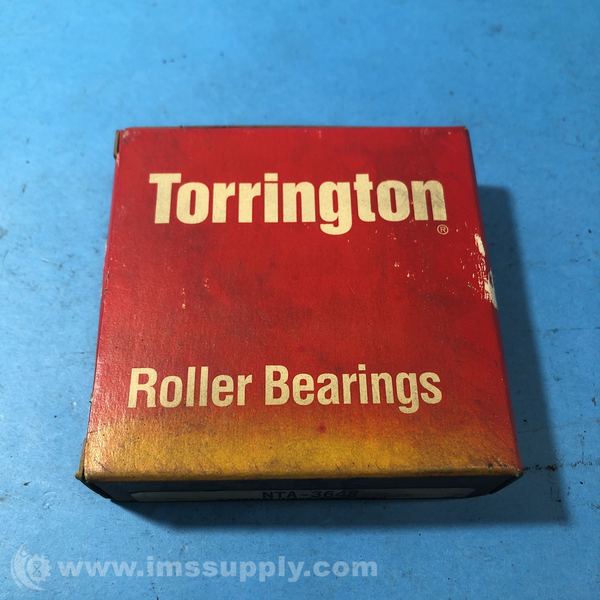 Torrington
®
Roller Bearings
NTA-3648
www.imssupply.com